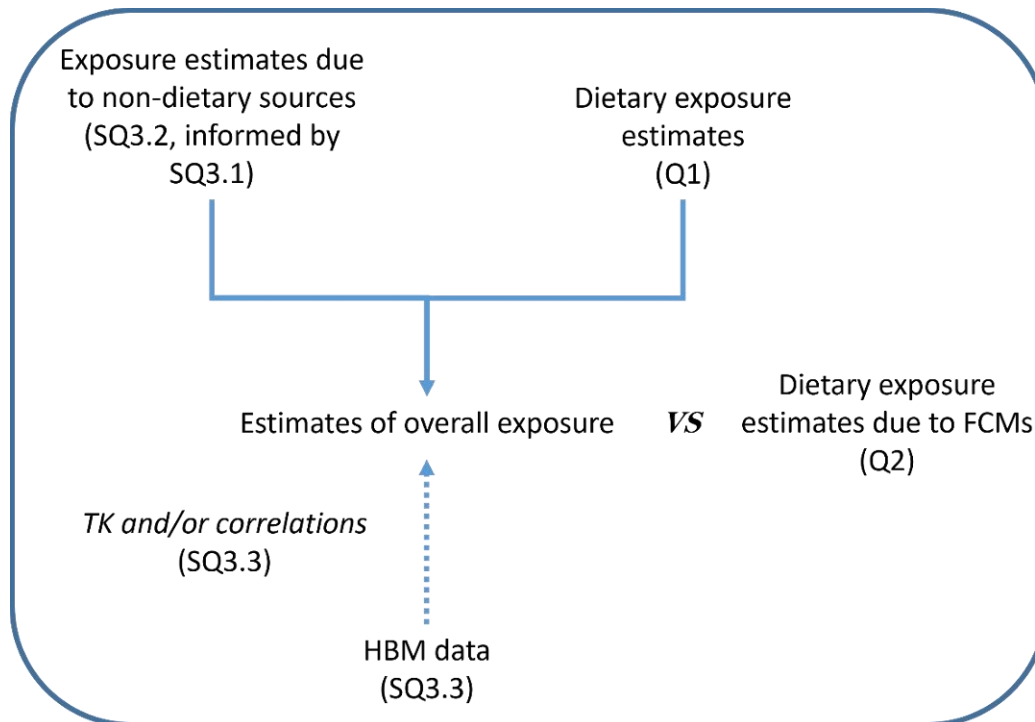 Exposure estimates due
to non-dietary sources
(SQ3.2, informed by
SQ3.1)
Dietary exposure
estimates
(Q1)
Estimates of overall exposure
VS
Dietary exposure
estimates due to FCMs
(Q2)
TK and/or correlations
(SQ3.3)
HBM data
(SQ3.3)